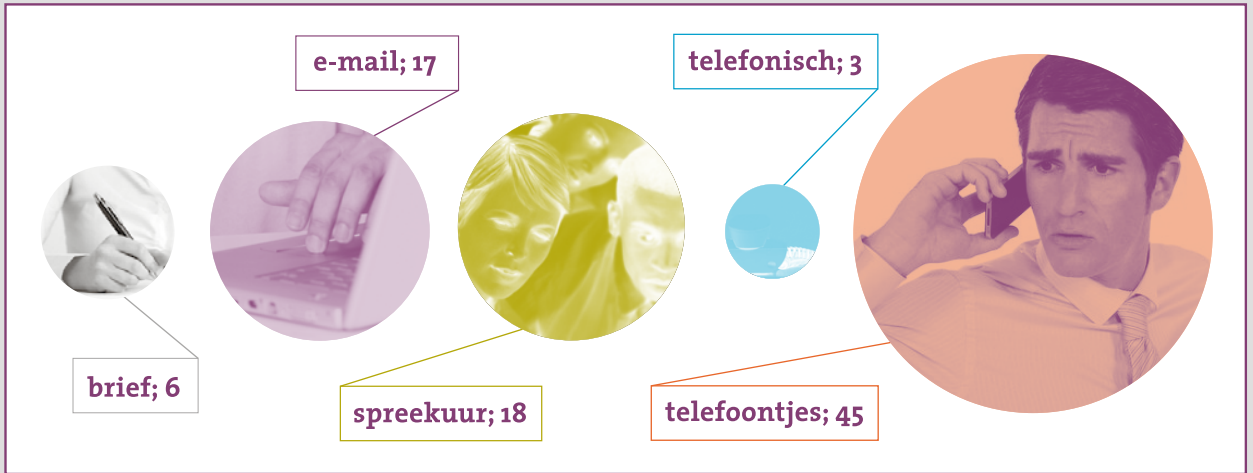 e-mail; 17
telefonisch; 3
brief; 6
spreekuur; 18
telefoontjes; 45